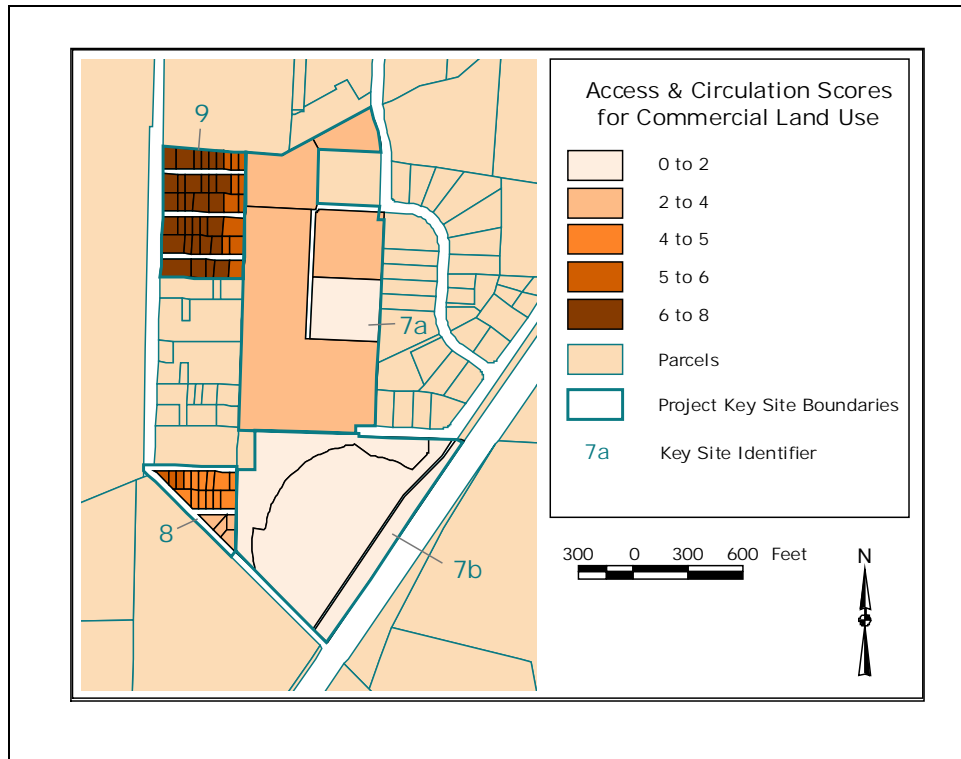 9
7a
8
7b
Access & Circulation Scores
for Commercial Land Use
0 to 2
2 to 4
4 to 5
5 to 6
6 to 8
Parcels
Project Key Site Boundaries
7a Key Site Identifier
300 0 300 600 Feet
N